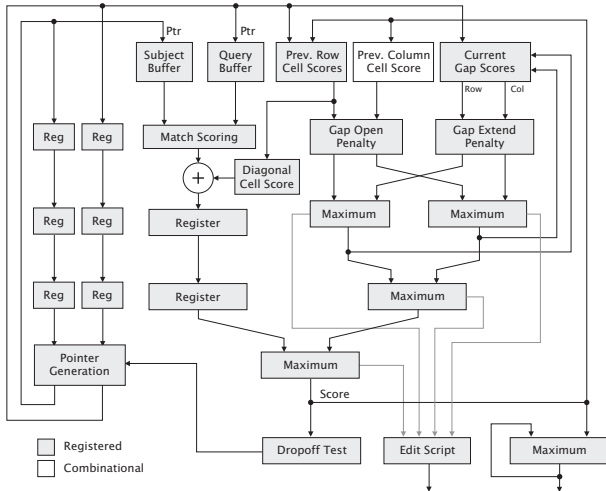 Ptr
Ptr
Subject
Buffer
Query
Buffer
Prev. Row
Cell Scores
Prev. Column
Cell Score
Current
Gap Scores
Row
Col
Reg
Reg
Match Scoring
Gap Open
Penalty
Gap Extend
Penalty
+
Diagonal
Cell Score
Reg
Reg
Register
Maximum
Maximum
Reg
Reg
Register
Maximum
Pointer
Generation
Maximum
Score
Registered
Combinational
Dropoff Test
Edit Script
Maximum